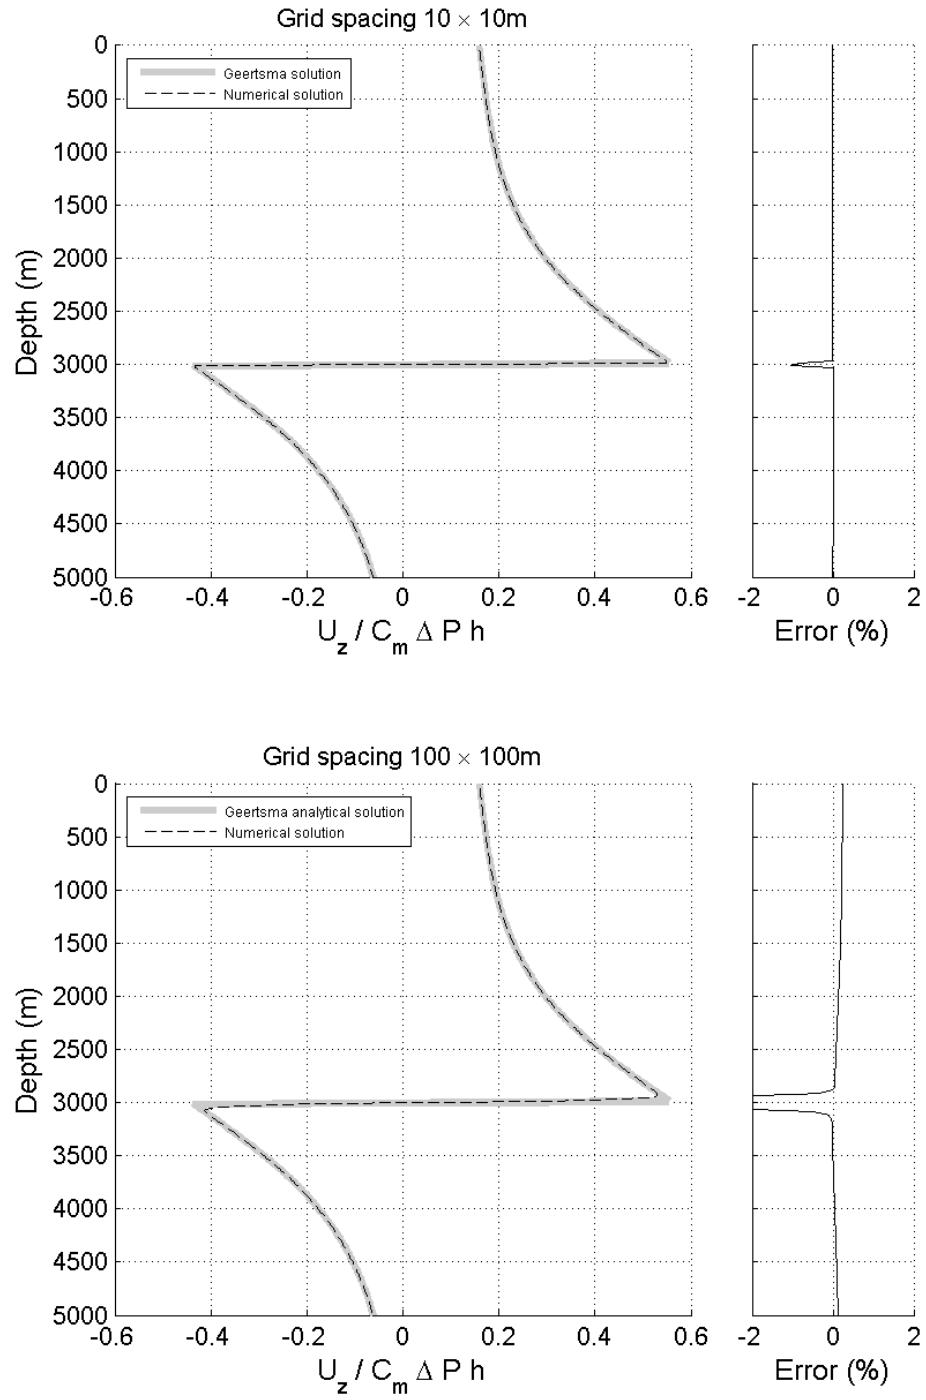 Grid spacing 10 × 10m
Geertsma solution
Numerical solution
0
500
1000
1500
2000
2500
3000
3500
4000
4500
5000
Depth (m)
-0.6 -0.4 -0.2 0 0.2 0.4 0.6
U_z / C_m Δ P h
-2 0 2
Error (%)
Grid spacing 100 × 100m
Geertsma analytical solution
Numerical solution
0
500
1000
1500
2000
2500
3000
3500
4000
4500
5000
Depth (m)
-0.6 -0.4 -0.2 0 0.2 0.4 0.6
U_z / C_m Δ P h
-2 0 2
Error (%)